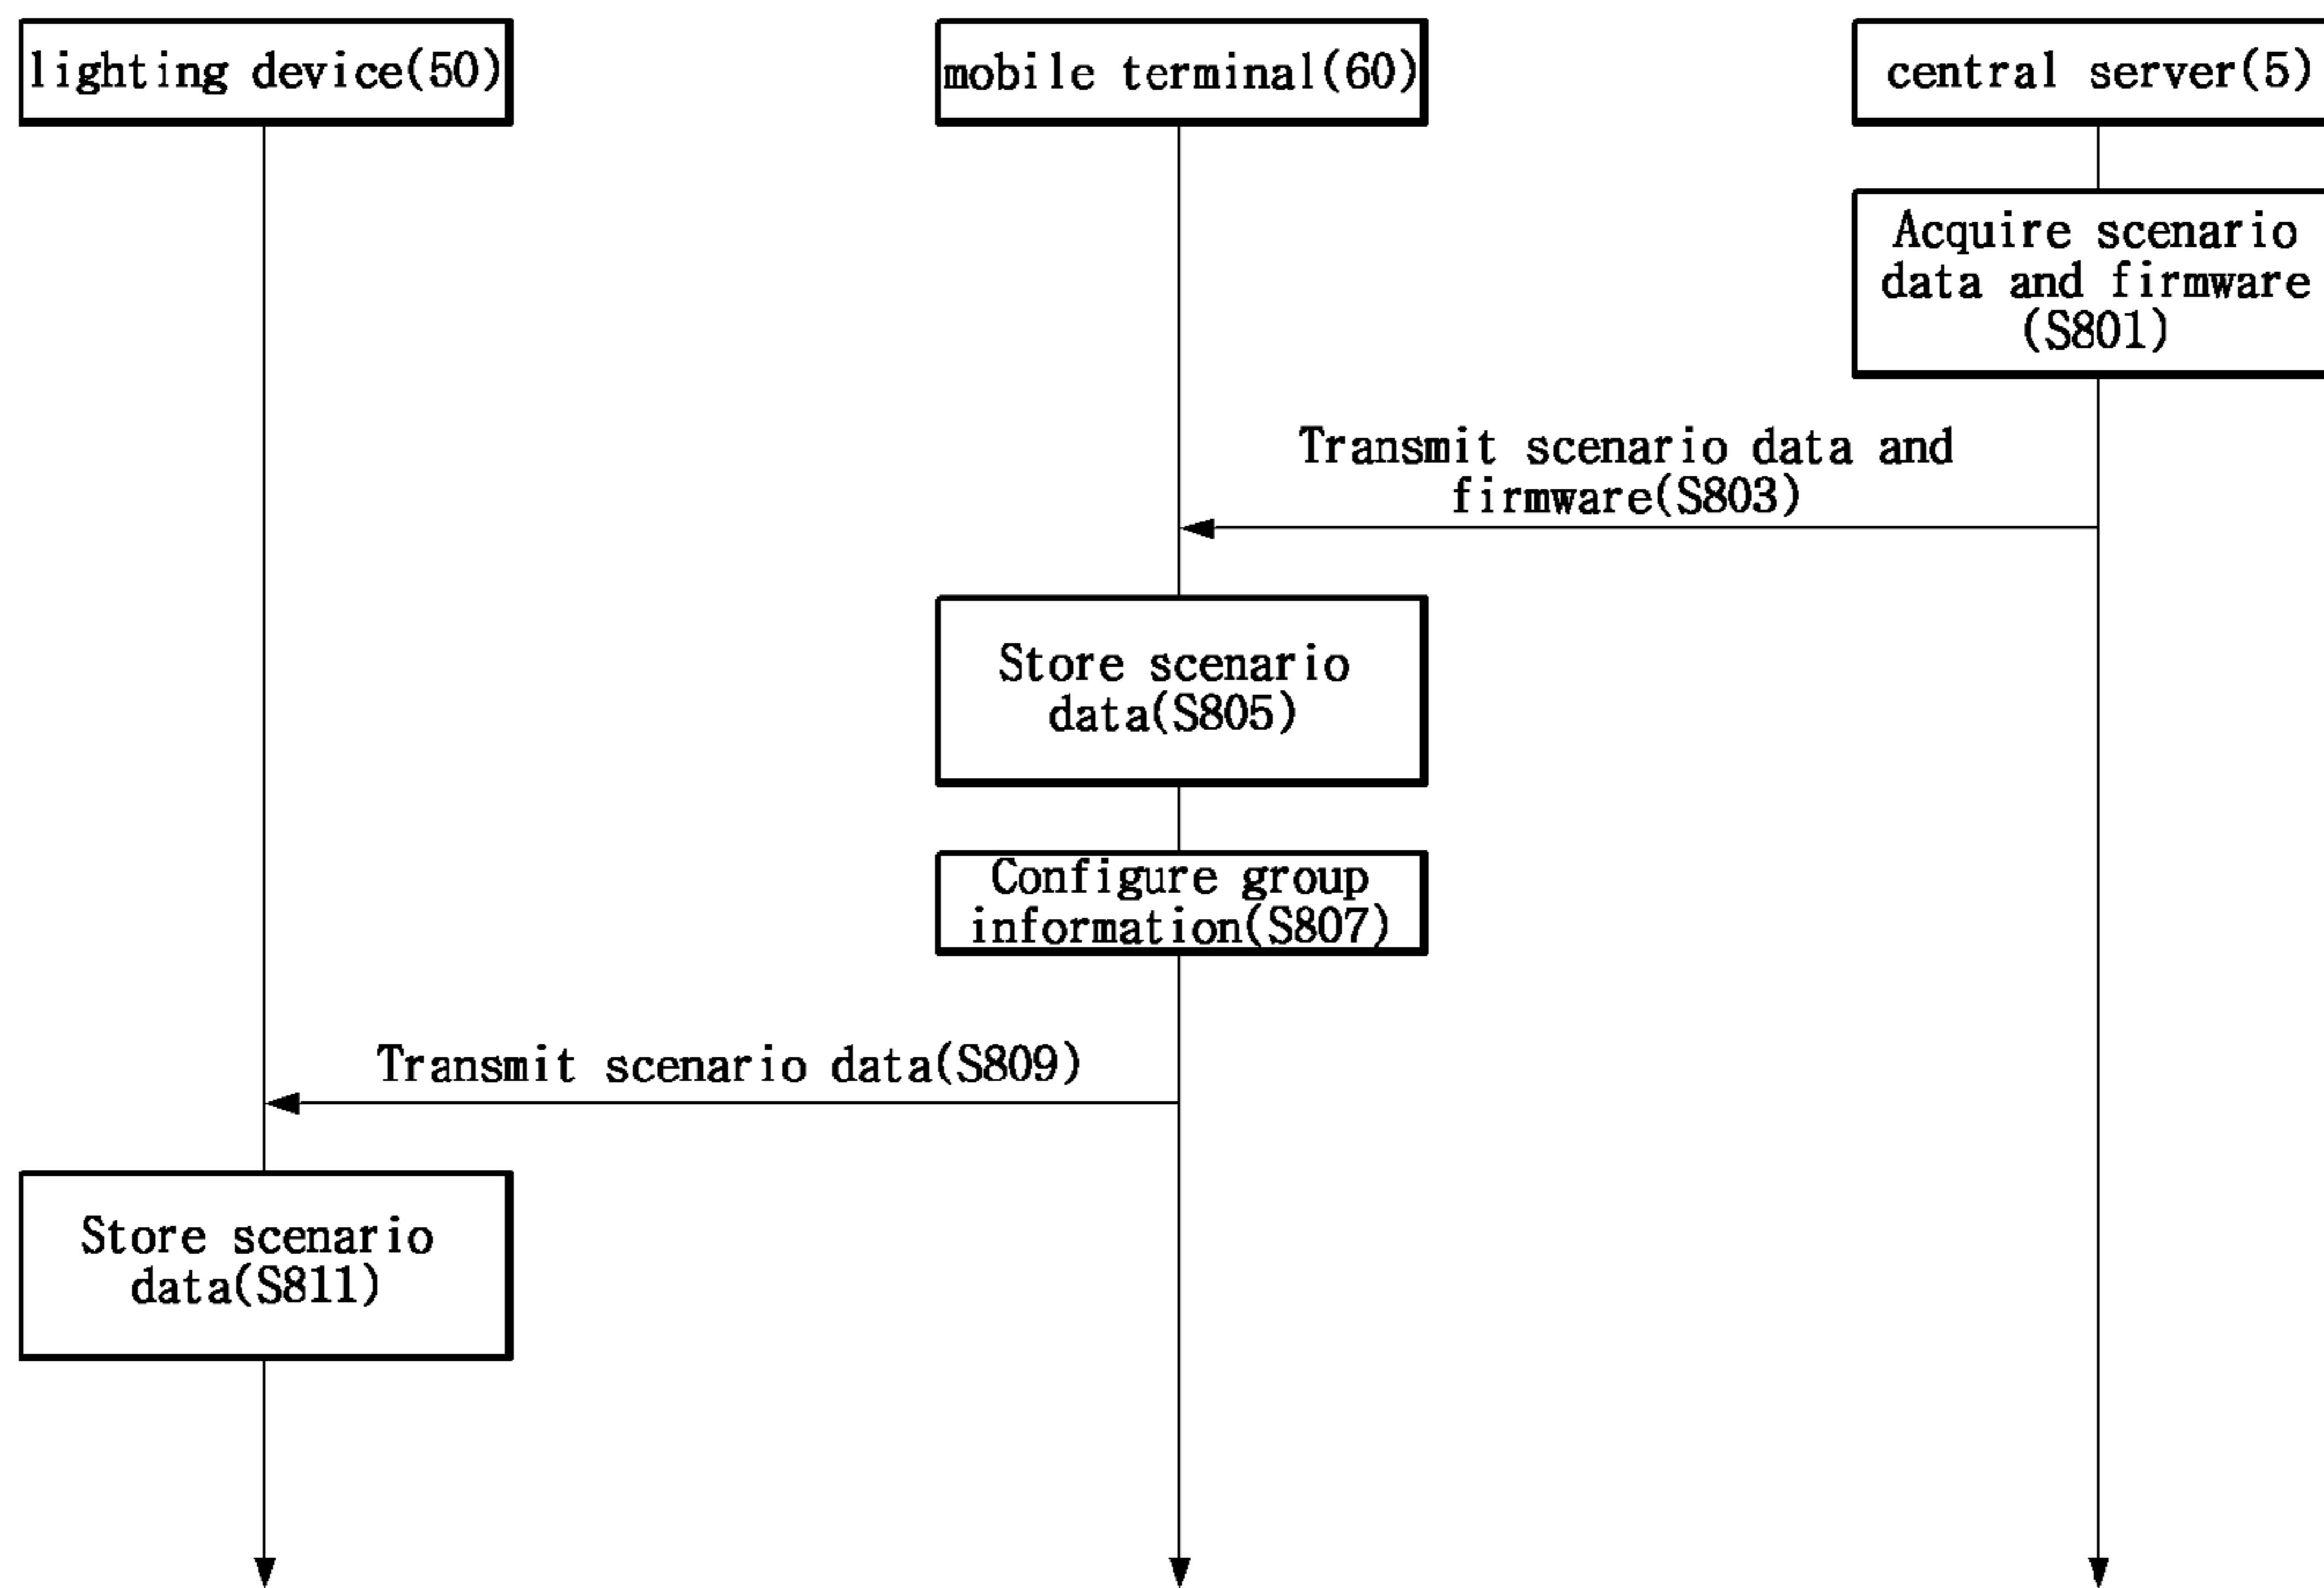 lighting device(50)
mobile terminal(60)
central server(5)
Acquire scenario
data and firmware
(S801)
Transmit scenario data and
firmware(S803)
Store scenario
data(S805)
Configure group
information(S807)
Transmit scenario data(S809)
Store scenario
data(S811)